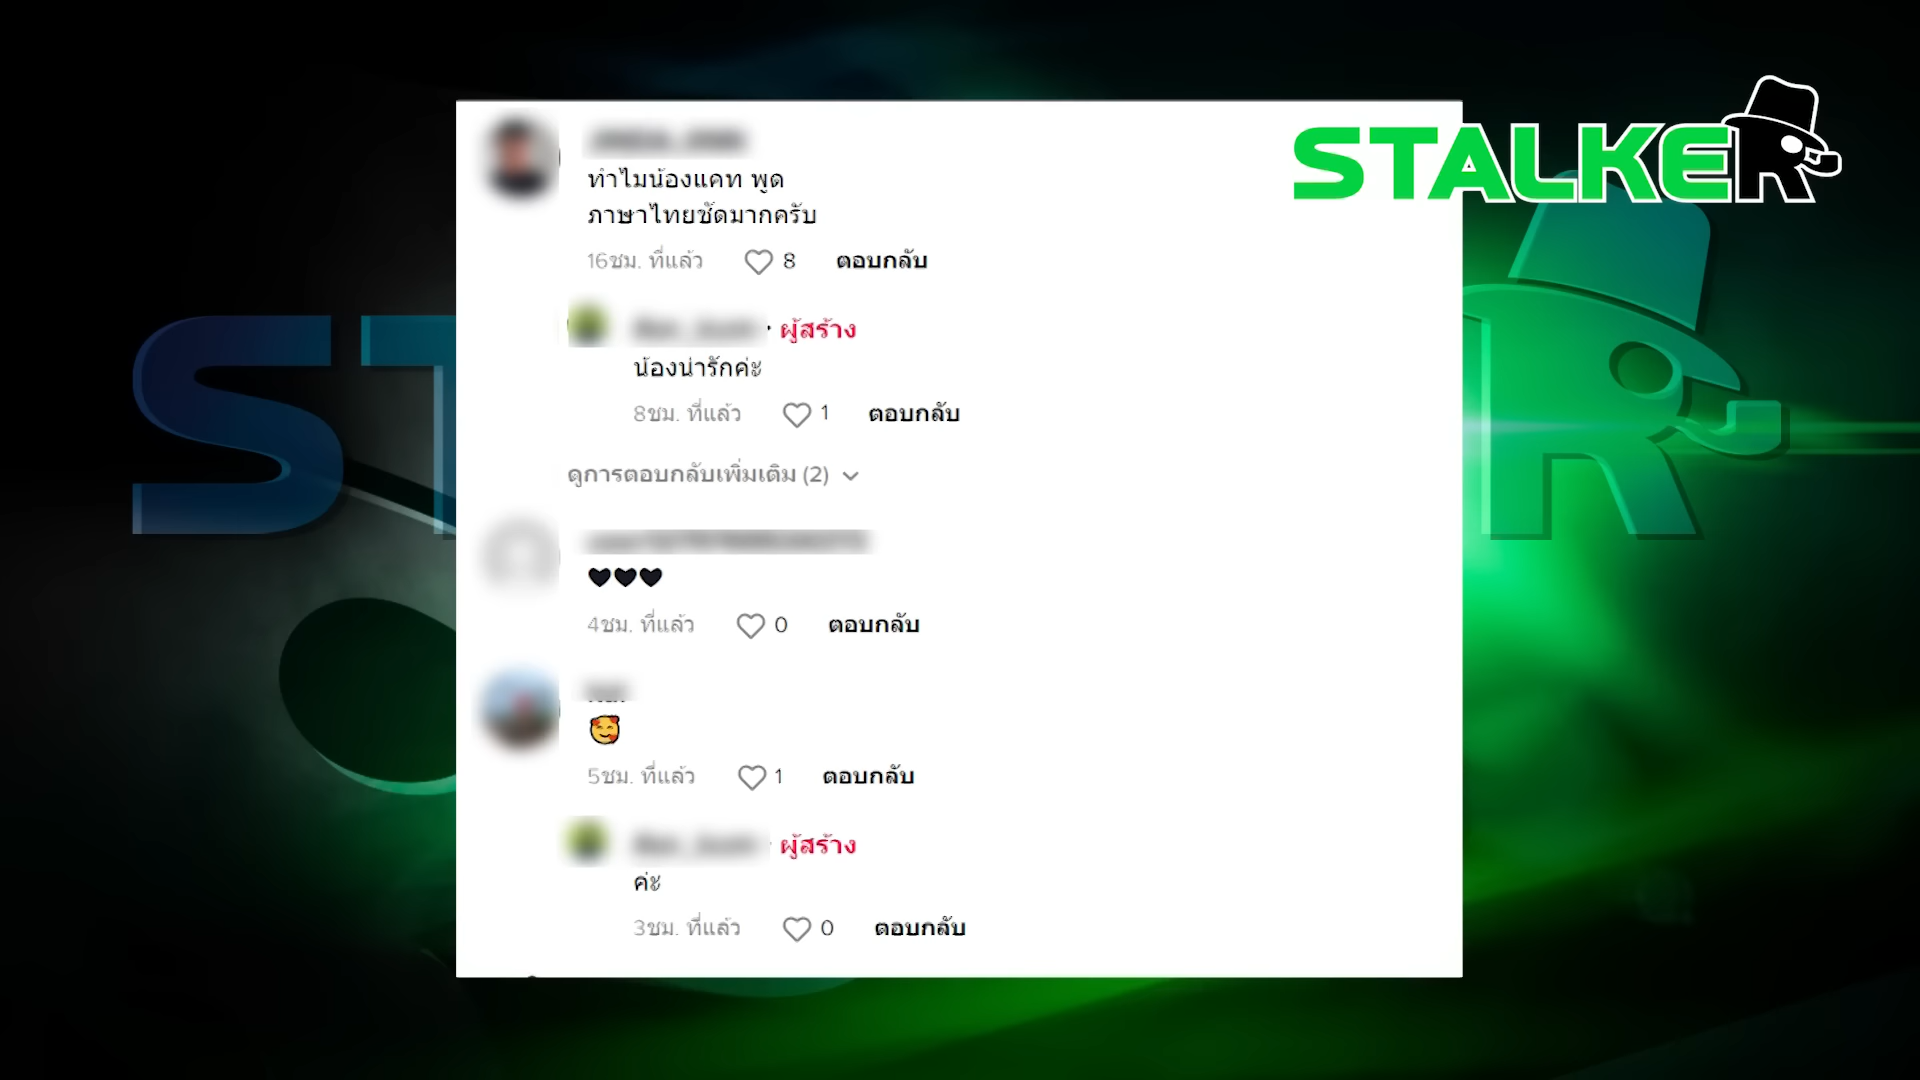 STALKER
ทำไมน้องแคท พูด
ภาษาไทยชัดมากครับ
16ชม. ที่แล้ว 8 ตอบกลับ
· ผู้สร้าง
น้องน่ารักค่ะ
8ชม. ที่แล้ว 1 ตอบกลับ
ดูการตอบกลับเพิ่มเติม (2)
🖤🖤🖤
4ชม. ที่แล้ว 0 ตอบกลับ
🥰
5ชม. ที่แล้ว 1 ตอบกลับ
· ผู้สร้าง
ค่ะ
3ชม. ที่แล้ว 0 ตอบกลับ